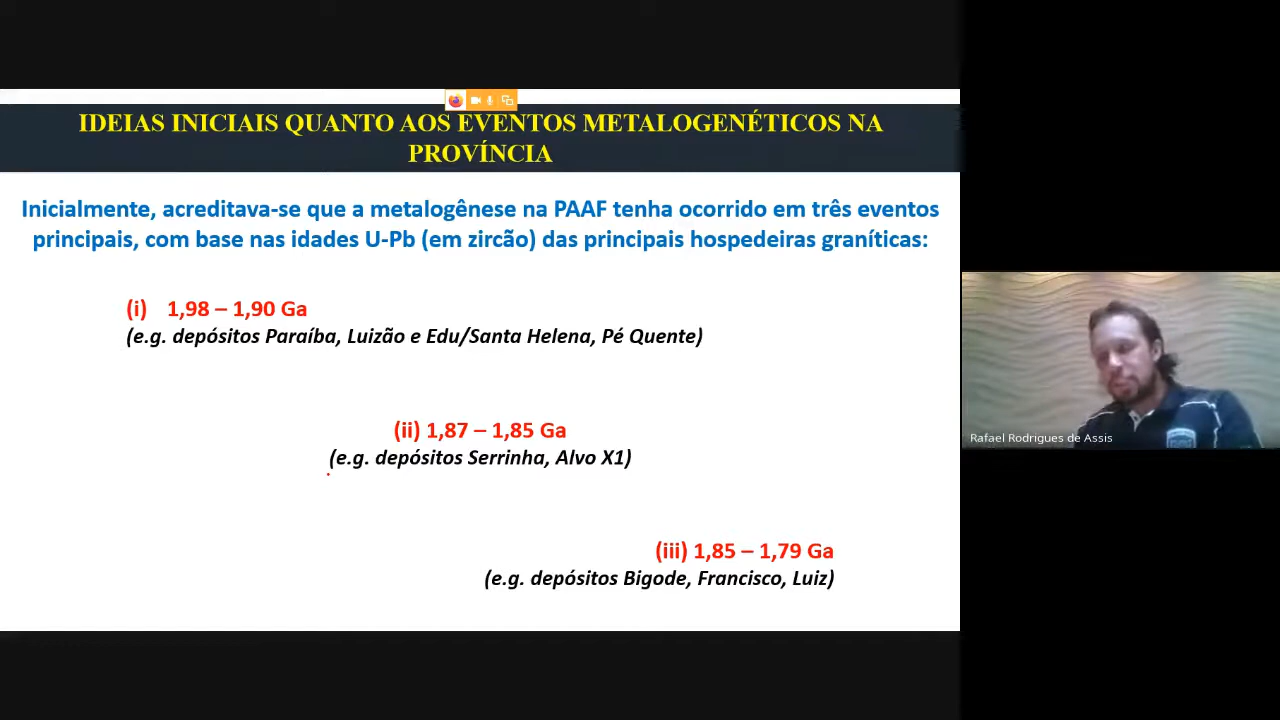 IDEIAS INICIAIS QUANTO AOS EVENTOS METALOGENÉTICOS NA
PROVÍNCIA
Inicialmente, acreditava-se que a metalogênese na PAAF tenha ocorrido em três eventos
principais, com base nas idades U-Pb (em zircão) das principais hospedeiras graníticas:
(i) 1,98 – 1,90 Ga
(e.g. depósitos Paraíba, Luizão e Edu/Santa Helena, Pé Quente)
(ii) 1,87 – 1,85 Ga
(e.g. depósitos Serrinha, Alvo X1)
(iii) 1,85 – 1,79 Ga
(e.g. depósitos Bigode, Francisco, Luiz)
Rafael Rodrigues de Assis